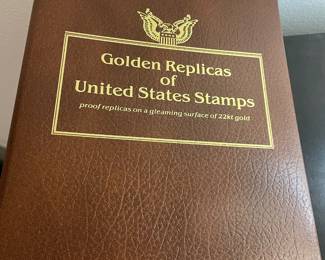 Golden Replicas
of
United States Stamps
proof replicas on a gleaming surface of 22kt gold